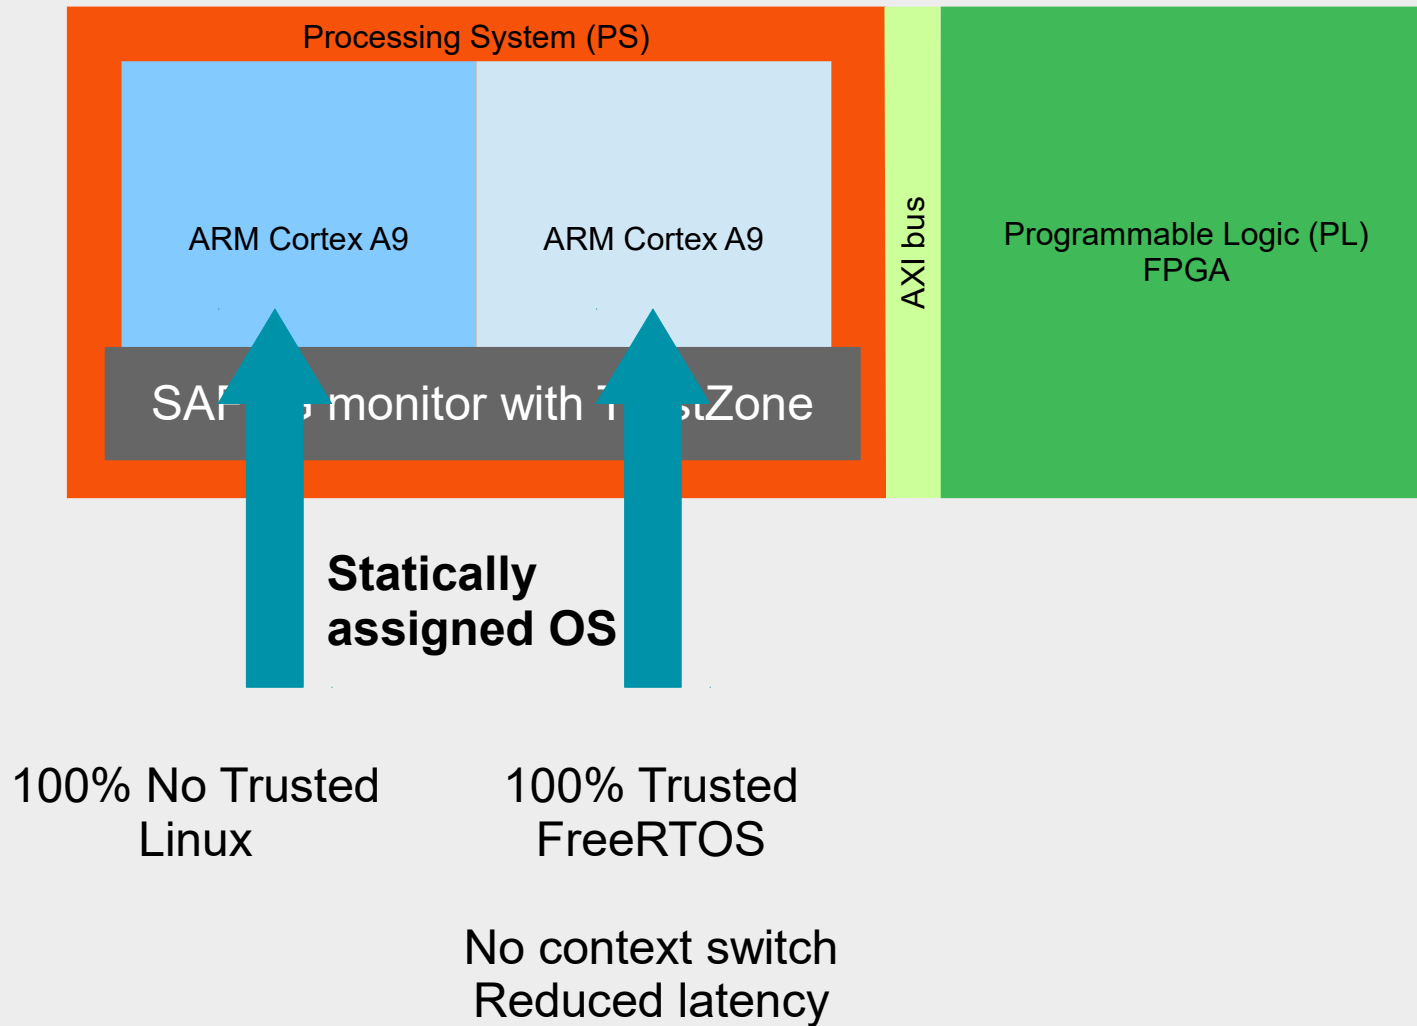 Processing System (PS)
ARM Cortex A9
ARM Cortex A9
AXI bus
Programmable Logic (PL)
FPGA
monitor with
Statically
assigned OS
100% No Trusted
Linux
100% Trusted
FreeRTOS
No context switch
Reduced latency